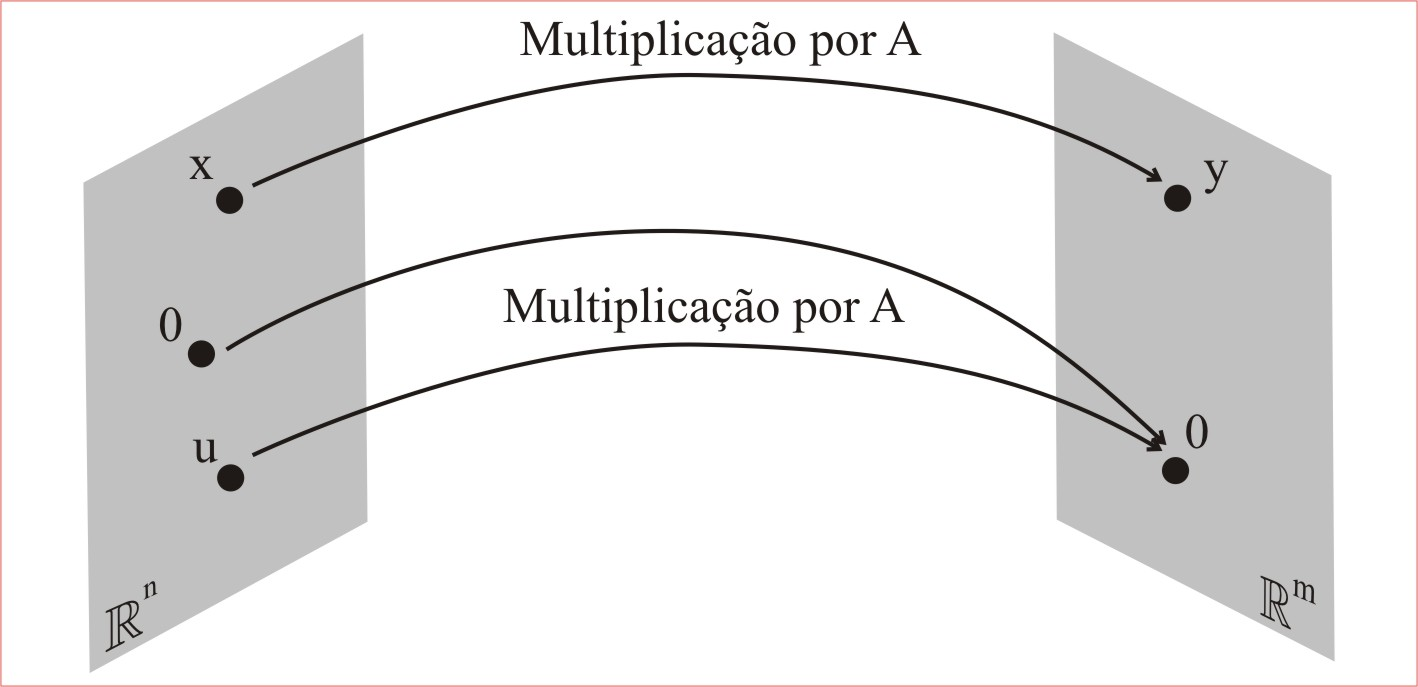 Multiplicação por A
x
y
0
Multiplicação por A
u
0
ℝⁿ
ℝᵐ